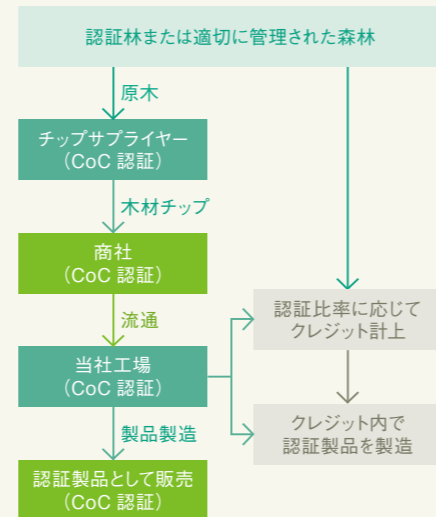 認証林または適切に管理された森林
原木
チップサプライヤー
（CoC 認証）
木材チップ
商社
（CoC 認証）
流通
認証比率に応じて
クレジット計上
当社工場
（CoC 認証）
クレジット内で
認証製品を製造
製品製造
認証製品として販売
（CoC 認証）